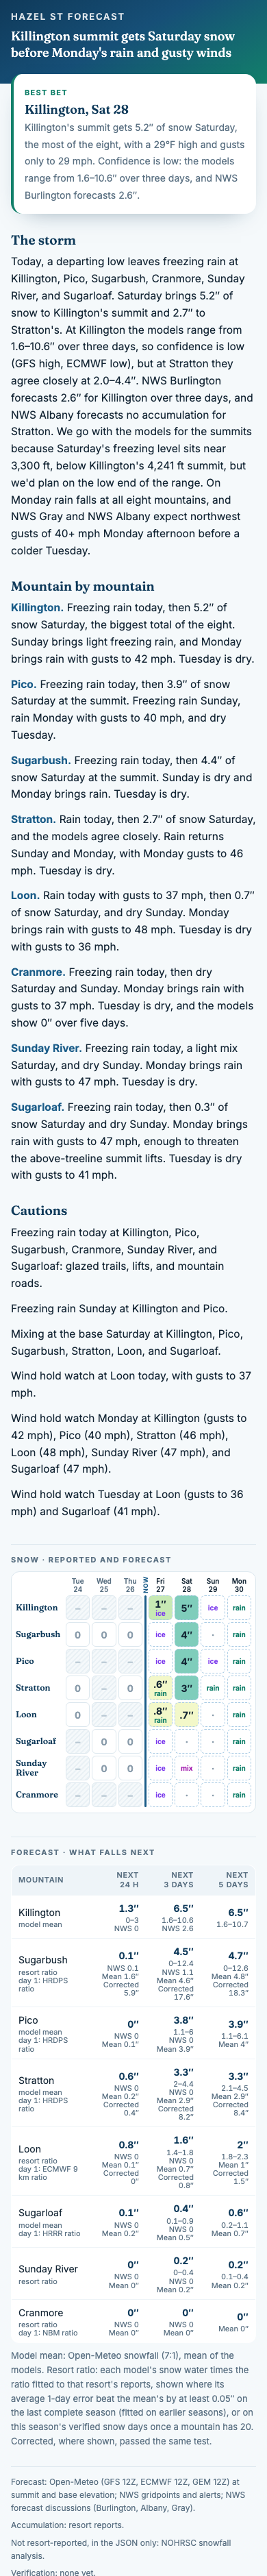 HAZEL ST FORECAST
Killington summit gets Saturday snow
before Monday's rain and gusty winds
BEST BET
Killington, Sat 28
Killington's summit gets 5.2″ of snow Saturday,
the most of the eight, with a 29°F high and gusts
only to 29 mph. Confidence is low: the models
range from 1.6–10.6″ over three days, and NWS
Burlington forecasts 2.6″.
The storm
Today, a departing low leaves freezing rain at
Killington, Pico, Sugarbush, Cranmore, Sunday
River, and Sugarloaf. Saturday brings 5.2″ of
snow to Killington's summit and 2.7″ to
Stratton's. At Killington the models range from
1.6–10.6″ over three days, so confidence is low
(GFS high, ECMWF low), but at Stratton they
agree closely at 2.0–4.4″. NWS Burlington
forecasts 2.6″ for Killington over three days, and
NWS Albany forecasts no accumulation for
Stratton. We go with the models for the summits
because Saturday's freezing level sits near
3,300 ft, below Killington's 4,241 ft summit, but
we'd plan on the low end of the range. On
Monday rain falls at all eight mountains, and
NWS Gray and NWS Albany expect northwest
gusts of 40+ mph Monday afternoon before a
colder Tuesday.
Mountain by mountain
Killington. Freezing rain today, then 5.2″ of
snow Saturday, the biggest total of the eight.
Sunday brings light freezing rain, and Monday
brings rain with gusts to 42 mph. Tuesday is dry.
Pico. Freezing rain today, then 3.9″ of snow
Saturday at the summit. Freezing rain Sunday,
rain Monday with gusts to 40 mph, and dry
Tuesday.
Sugarbush. Freezing rain today, then 4.4″ of
snow Saturday at the summit. Sunday is dry and
Monday brings rain. Tuesday is dry.
Stratton. Rain today, then 2.7″ of snow Saturday,
and the models agree closely. Rain returns
Sunday and Monday, with Monday gusts to 46
mph. Tuesday is dry.
Loon. Rain today with gusts to 37 mph, then 0.7″
of snow Saturday, and dry Sunday. Monday
brings rain with gusts to 48 mph. Tuesday is dry
with gusts to 36 mph.
Cranmore. Freezing rain today, then dry
Saturday and Sunday. Monday brings rain with
gusts to 37 mph. Tuesday is dry, and the models
show 0″ over five days.
Sunday River. Freezing rain today, a light mix
Saturday, and dry Sunday. Monday brings rain
with gusts to 47 mph. Tuesday is dry.
Sugarloaf. Freezing rain today, then 0.3″ of
snow Saturday and dry Sunday. Monday brings
rain with gusts to 47 mph, enough to threaten
the above-treeline summit lifts. Tuesday is dry
with gusts to 41 mph.
Cautions
Freezing rain today at Killington, Pico,
Sugarbush, Cranmore, Sunday River, and
Sugarloaf: glazed trails, lifts, and mountain
roads.
Freezing rain Sunday at Killington and Pico.
Mixing at the base Saturday at Killington, Pico,
Sugarbush, Stratton, Loon, and Sugarloaf.
Wind hold watch at Loon today, with gusts to 37
mph.
Wind hold watch Monday at Killington (gusts to
42 mph), Pico (40 mph), Stratton (46 mph),
Loon (48 mph), Sunday River (47 mph), and
Sugarloaf (47 mph).
Wind hold watch Tuesday at Loon (gusts to 36
mph) and Sugarloaf (41 mph).
SNOW · REPORTED AND FORECAST
Tue 24 Wed 25 Thu 26 NOW Fri 27 Sat 28 Sun 29 Mon 30
Killington – – – 1″ ice 5″ ice rain
Sugarbush 0 0 0 ice 4″ · rain
Pico – – – ice 4″ ice rain
Stratton 0 0 0 .6″ rain 3″ rain rain
Loon 0 – – .8″ rain .7″ · rain
Sugarloaf – 0 0 ice · · rain
Sunday River – 0 0 ice mix · rain
Cranmore – – – ice · · rain
FORECAST · WHAT FALLS NEXT
MOUNTAIN NEXT 24 H NEXT 3 DAYS NEXT 5 DAYS
Killington 1.3″ 6.5″ 6.5″
model mean 0–3 1.6–10.6 1.6–10.7
NWS 0 NWS 2.6
Sugarbush 0.1″ 4.5″ 4.7″
resort ratio NWS 0.1 0–12.4 0–12.6
day 1: HRDPS Mean 1.6″ NWS 1.1 Mean 4.8″
ratio Corrected Mean 4.6″ Corrected
5.9″ Corrected 18.3″
17.6″
Pico 0″ 3.8″ 3.9″
model mean NWS 0 1.1–6 1.1–6.1
day 1: HRDPS Mean 0.1″ NWS 0 Mean 4″
ratio Mean 3.9″
Stratton 0.6″ 3.3″ 3.3″
model mean NWS 0 2–4.4 2.1–4.5
day 1: HRDPS Mean 0.2″ NWS 0 Mean 2.9″
ratio Corrected Mean 2.9″ Corrected
0.4″ Corrected 8.4″
8.2″
Loon 0.8″ 1.6″ 2″
resort ratio NWS 0 1.4–1.8 1.8–2.3
day 1: ECMWF 9 Mean 0.1″ NWS 0 Mean 1″
km ratio Corrected Mean 0.7″ Corrected
0″ Corrected 1.5″
0.8″
Sugarloaf 0.1″ 0.4″ 0.6″
model mean NWS 0 0.1–0.9 0.2–1.1
day 1: HRRR ratio Mean 0.2″ NWS 0 Mean 0.7″
Mean 0.5″
Sunday River 0″ 0.2″ 0.2″
resort ratio NWS 0 0–0.4 0.1–0.4
Mean 0″ NWS 0 Mean 0.2″
Mean 0.2″
Cranmore 0″ 0″ 0″
resort ratio NWS 0 NWS 0 Mean 0″
day 1: NBM ratio Mean 0″ Mean 0″
Model mean: Open-Meteo snowfall (7:1), mean of the
models. Resort ratio: each model's snow water times the
ratio fitted to that resort's reports, shown where its
average 1-day error beat the mean's by at least 0.05″ on
the last complete season (fitted on earlier seasons), or on
this season's verified snow days once a mountain has 20.
Corrected, where shown, passed the same test.
Forecast: Open-Meteo (GFS 12Z, ECMWF 12Z, GEM 12Z) at
summit and base elevation; NWS gridpoints and alerts; NWS
forecast discussions (Burlington, Albany, Gray).
Accumulation: resort reports.
Not resort-reported, in the JSON only: NOHRSC snowfall
analysis.
Verification: none yet.